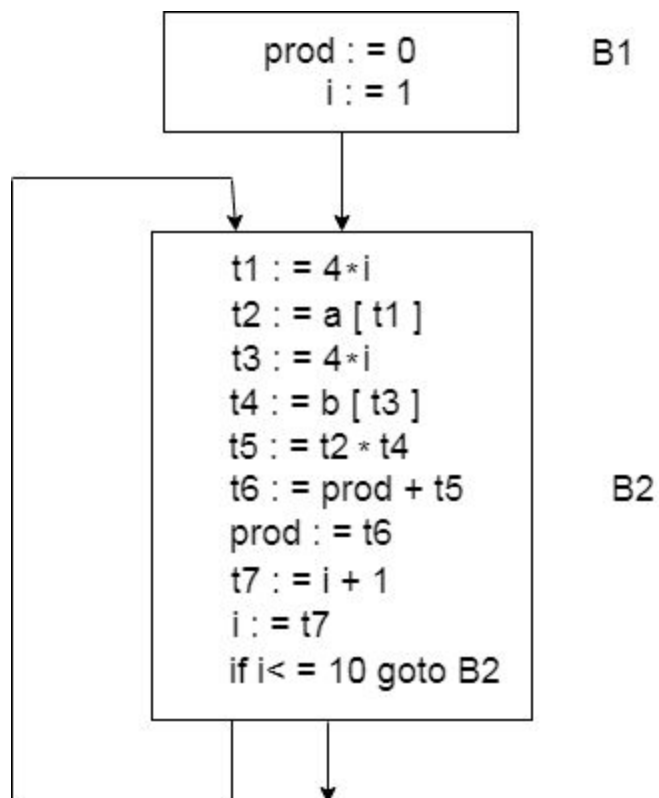 prod : = 0
i : = 1
B1
t1 : = 4*i
t2 : = a [ t1 ]
t3 : = 4*i
t4 : = b [ t3 ]
t5 : = t2 * t4
t6 : = prod + t5
B2
prod : = t6
t7 : = i + 1
i : = t7
if i< = 10 goto B2